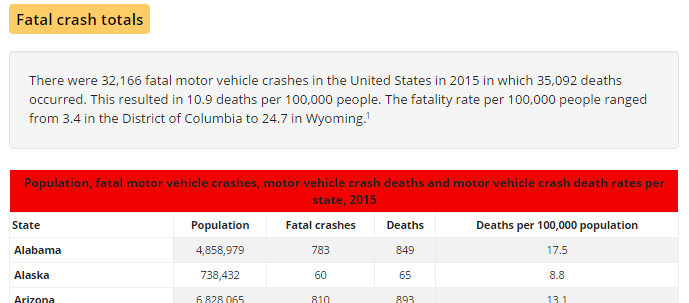 Fatal crash totals
There were 32,166 fatal motor vehicle crashes in the United States in 2015 in which 35,092 deaths
occurred. This resulted in 10.9 deaths per 100,000 people. The fatality rate per 100,000 people ranged
from 3.4 in the District of Columbia to 24.7 in Wyoming.1
Population, fatal motor vehicle crashes, motor vehicle crash deaths and motor vehicle crash death rates per
state, 2015
State Population Fatal crashes Deaths Deaths per 100,000 population
Alabama 4,858,979 783 849 17.5
Alaska 738,432 60 65 8.8
Arizona 6,828,065 810 893 13.1